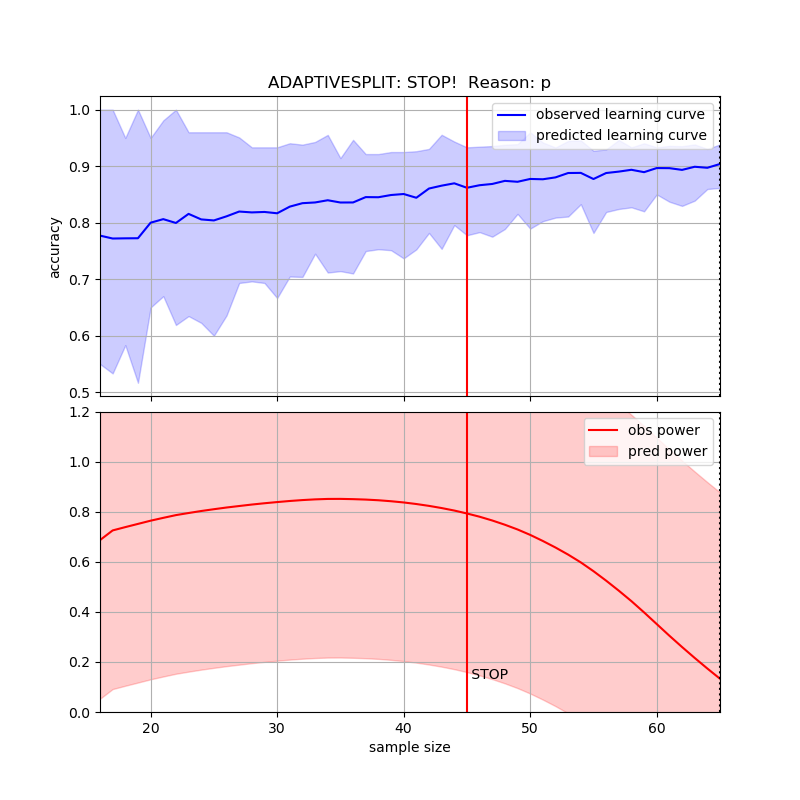 ADAPTIVESPLIT: STOP!  Reason: p
observed learning curve
predicted learning curve
accuracy
1.0
0.9
0.8
0.7
0.6
0.5
obs power
pred power
1.2
1.0
0.8
0.6
0.4
0.2
0.0
STOP
20 30 40 50 60
sample size